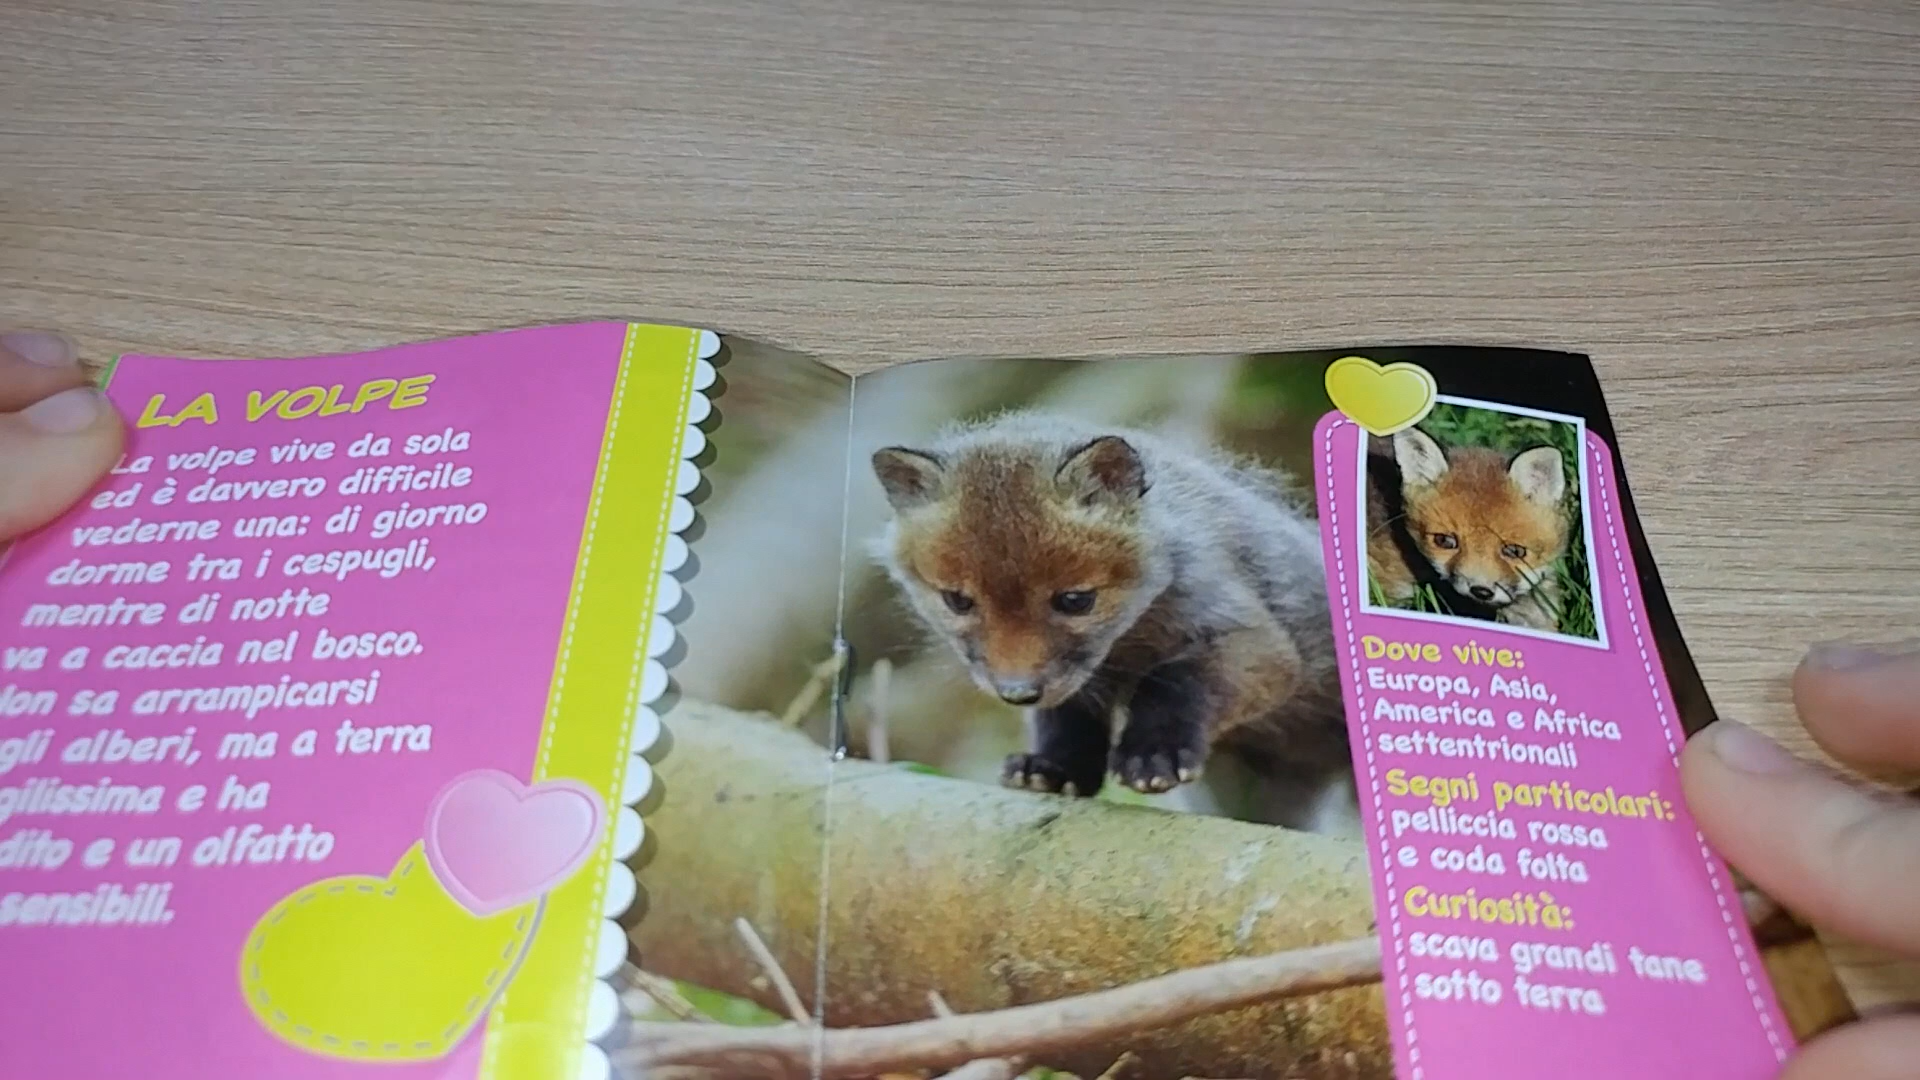 LA VOLPE
La volpe vive da sola
ed è davvero difficile
vederne una: di giorno
dorme tra i cespugli,
mentre di notte
va a caccia nel bosco.
sa arrampicarsi
alberi, ma a terra
e ha
e un olfatto
sensibili.
Dove vive:
Europa, Asia,
America e Africa
settentrionali
Segni particolari:
pelliccia rossa
e coda folta
Curiosità:
scava grandi tane
sotto terra